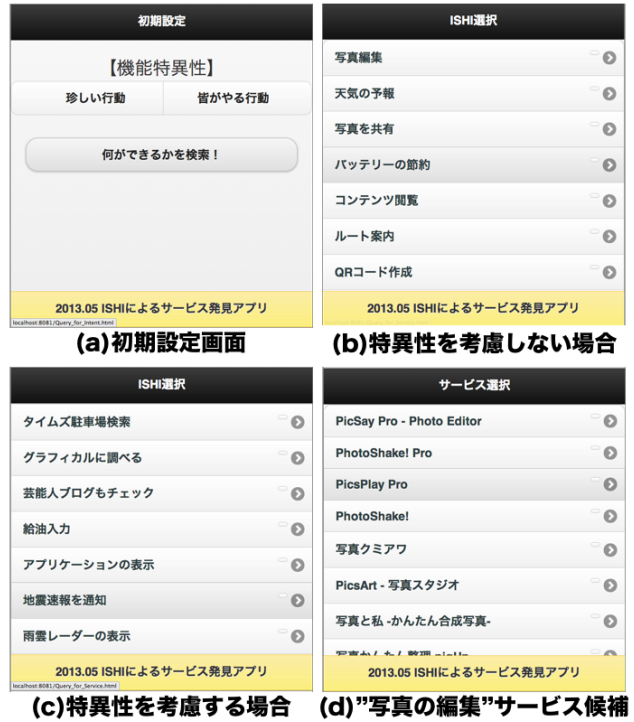 初期設定
【機能特異性】
珍しい行動
皆がやる行動
何ができるかを検索！
2013.05 ISHIによるサービス発見アプリ
localhost:8081/Query_for_Intent.html
(a)初期設定画面
ISHI選択
写真編集
天気の予報
写真を共有
バッテリーの節約
コンテンツ閲覧
ルート案内
QRコード作成
2013.05 ISHIによるサービス発見アプリ
(b)特異性を考慮しない場合
ISHI選択
タイムズ駐車場検索
グラフィカルに調べる
芸能人ブログもチェック
給油入力
アプリケーションの表示
地震速報を通知
雨雲レーダーの表示
2013.05 ISHIによるサービス発見アプリ
localhost:8081/Query_for_Service.html
(c)特異性を考慮する場合
サービス選択
PicSay Pro - Photo Editor
PhotoShake! Pro
PicsPlay Pro
PhotoShake!
写真クミアワ
PicsArt - 写真スタジオ
写真と私 -かんたん合成写真-
2013.05 ISHIによるサービス発見アプリ
(d)”写真の編集”サービス候補